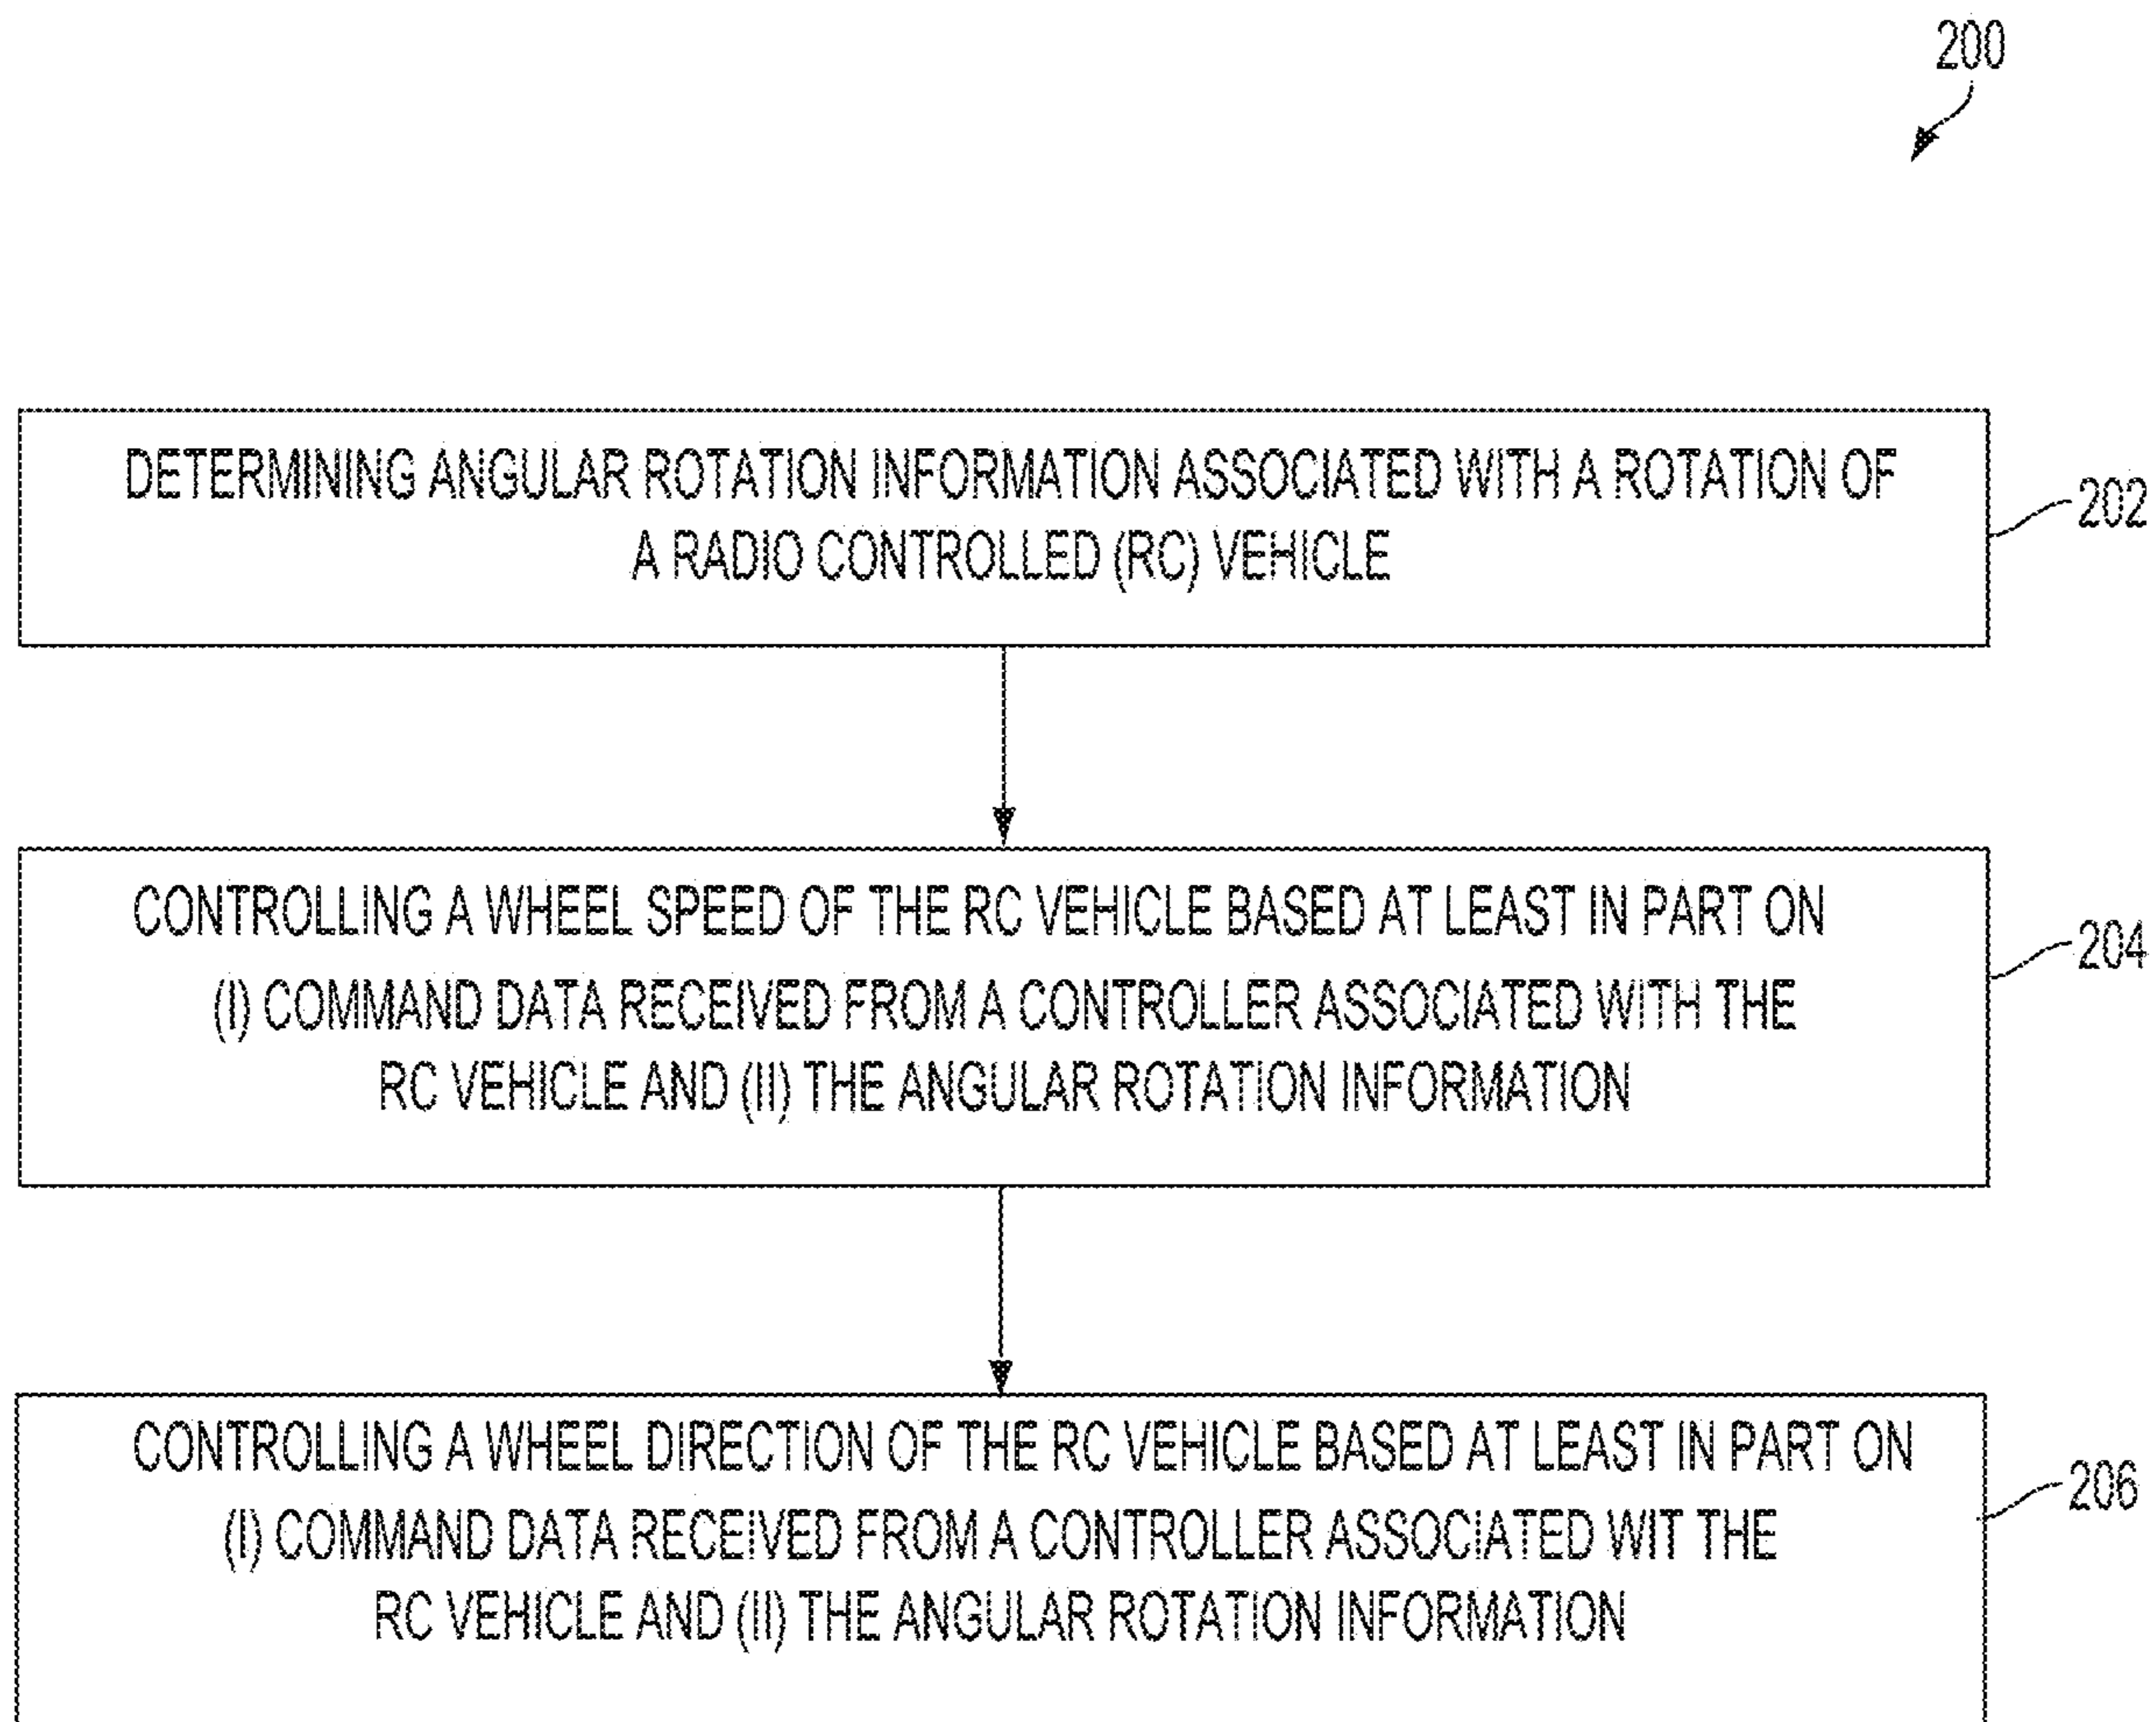 200
DETERMINING ANGULAR ROTATION INFORMATION ASSOCIATED WITH A ROTATION OF
A RADIO CONTROLLED (RC) VEHICLE
202
CONTROLLING A WHEEL SPEED OF THE RC VEHICLE BASED AT LEAST IN PART ON
(I) COMMAND DATA RECEIVED FROM A CONTROLLER ASSOCIATED WITH THE
RC VEHICLE AND (II) THE ANGULAR ROTATION INFORMATION
204
CONTROLLING A WHEEL DIRECTION OF THE RC VEHICLE BASED AT LEAST IN PART ON
(I) COMMAND DATA RECEIVED FROM A CONTROLLER ASSOCIATED WIT THE
RC VEHICLE AND (II) THE ANGULAR ROTATION INFORMATION
206